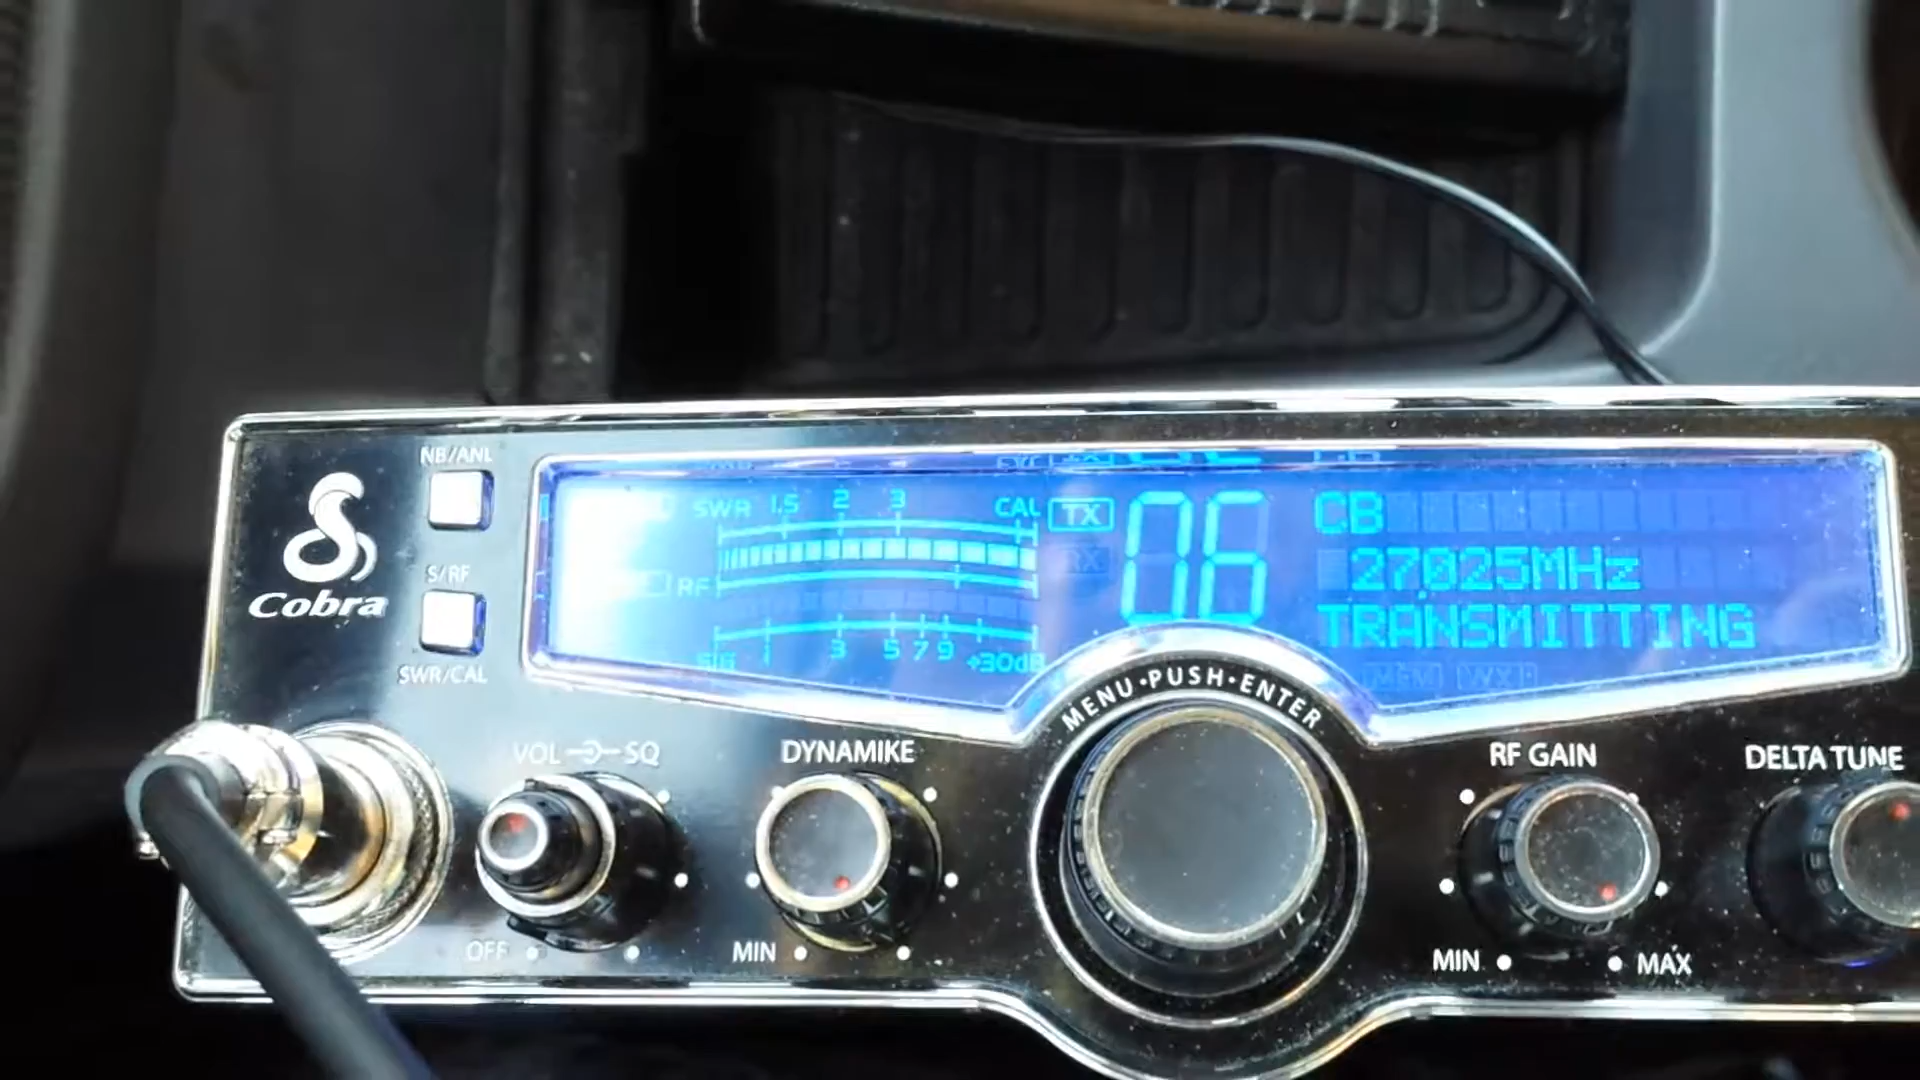 NB/ANL
S/RF
Cobra
SWR/CAL
SWR 1.5 2 3 CAL
RF
SIG 1 3 5 7 9 +30dB
TX
RX
06
CB
27.025MHz
TRANSMITTING
MEM WX
MENU•PUSH•ENTER
VOL SQ
OFF
DYNAMIKE
MIN
RF GAIN
MIN MAX
DELTA TUNE